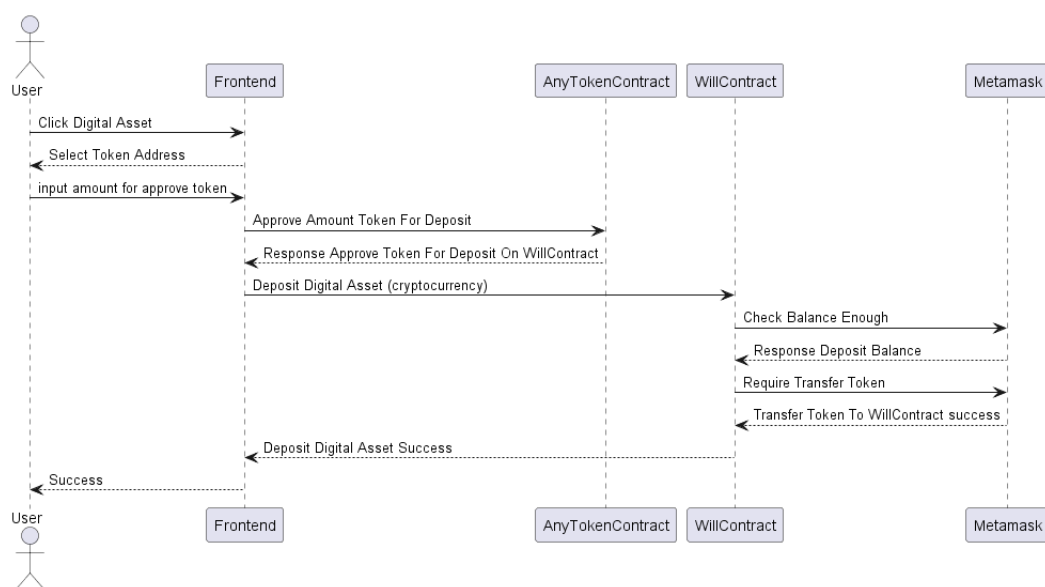 User
Frontend
AnyTokenContract
WillContract
Metamask
Click Digital Asset
Select Token Address
input amount for approve token
Approve Amount Token For Deposit
Response Approve Token For Deposit On WillContract
Deposit Digital Asset (cryptocurrency)
Check Balance Enough
Response Deposit Balance
Require Transfer Token
Transfer Token To WillContract success
Deposit Digital Asset Success
Success
User
Frontend
AnyTokenContract
WillContract
Metamask